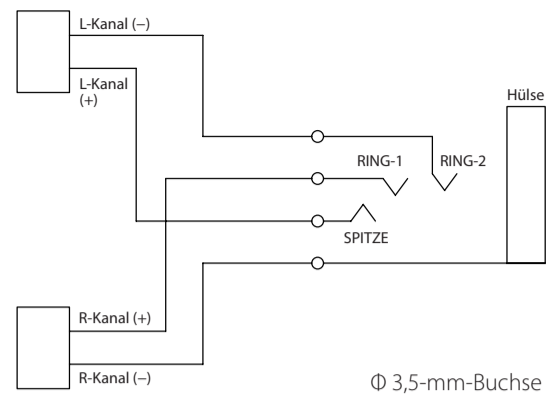 L-Kanal (−)
L-Kanal
(+)
Hülse
RING-1
RING-2
SPITZE
R-Kanal (+)
R-Kanal (−)
Φ 3,5-mm-Buchse